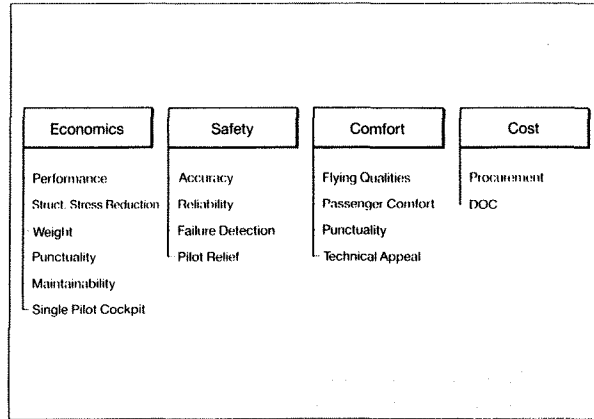 Economics
Performance
Struct. Stress Reduction
Weight
Punctuality
Maintainability
Single Pilot Cockpit
Safety
Accuracy
Reliability
Failure Detection
Pilot Relief
Comfort
Flying Qualities
Passenger Comfort
Punctuality
Technical Appeal
Cost
Procurement
DOC